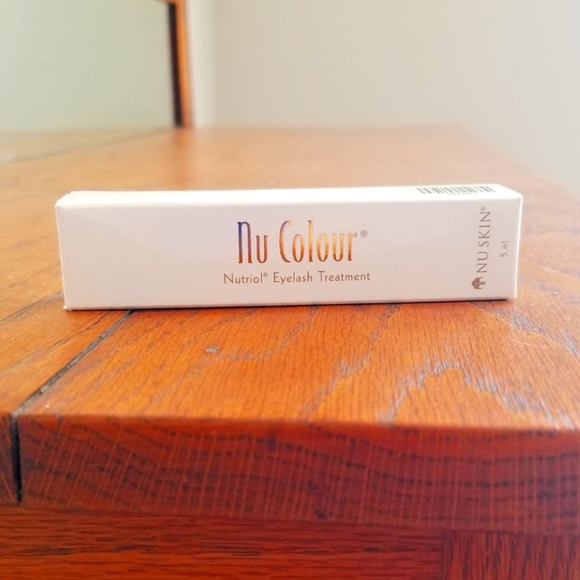 Nu Colour®
Nutriol® Eyelash Treatment
NU SKIN®
5 ml